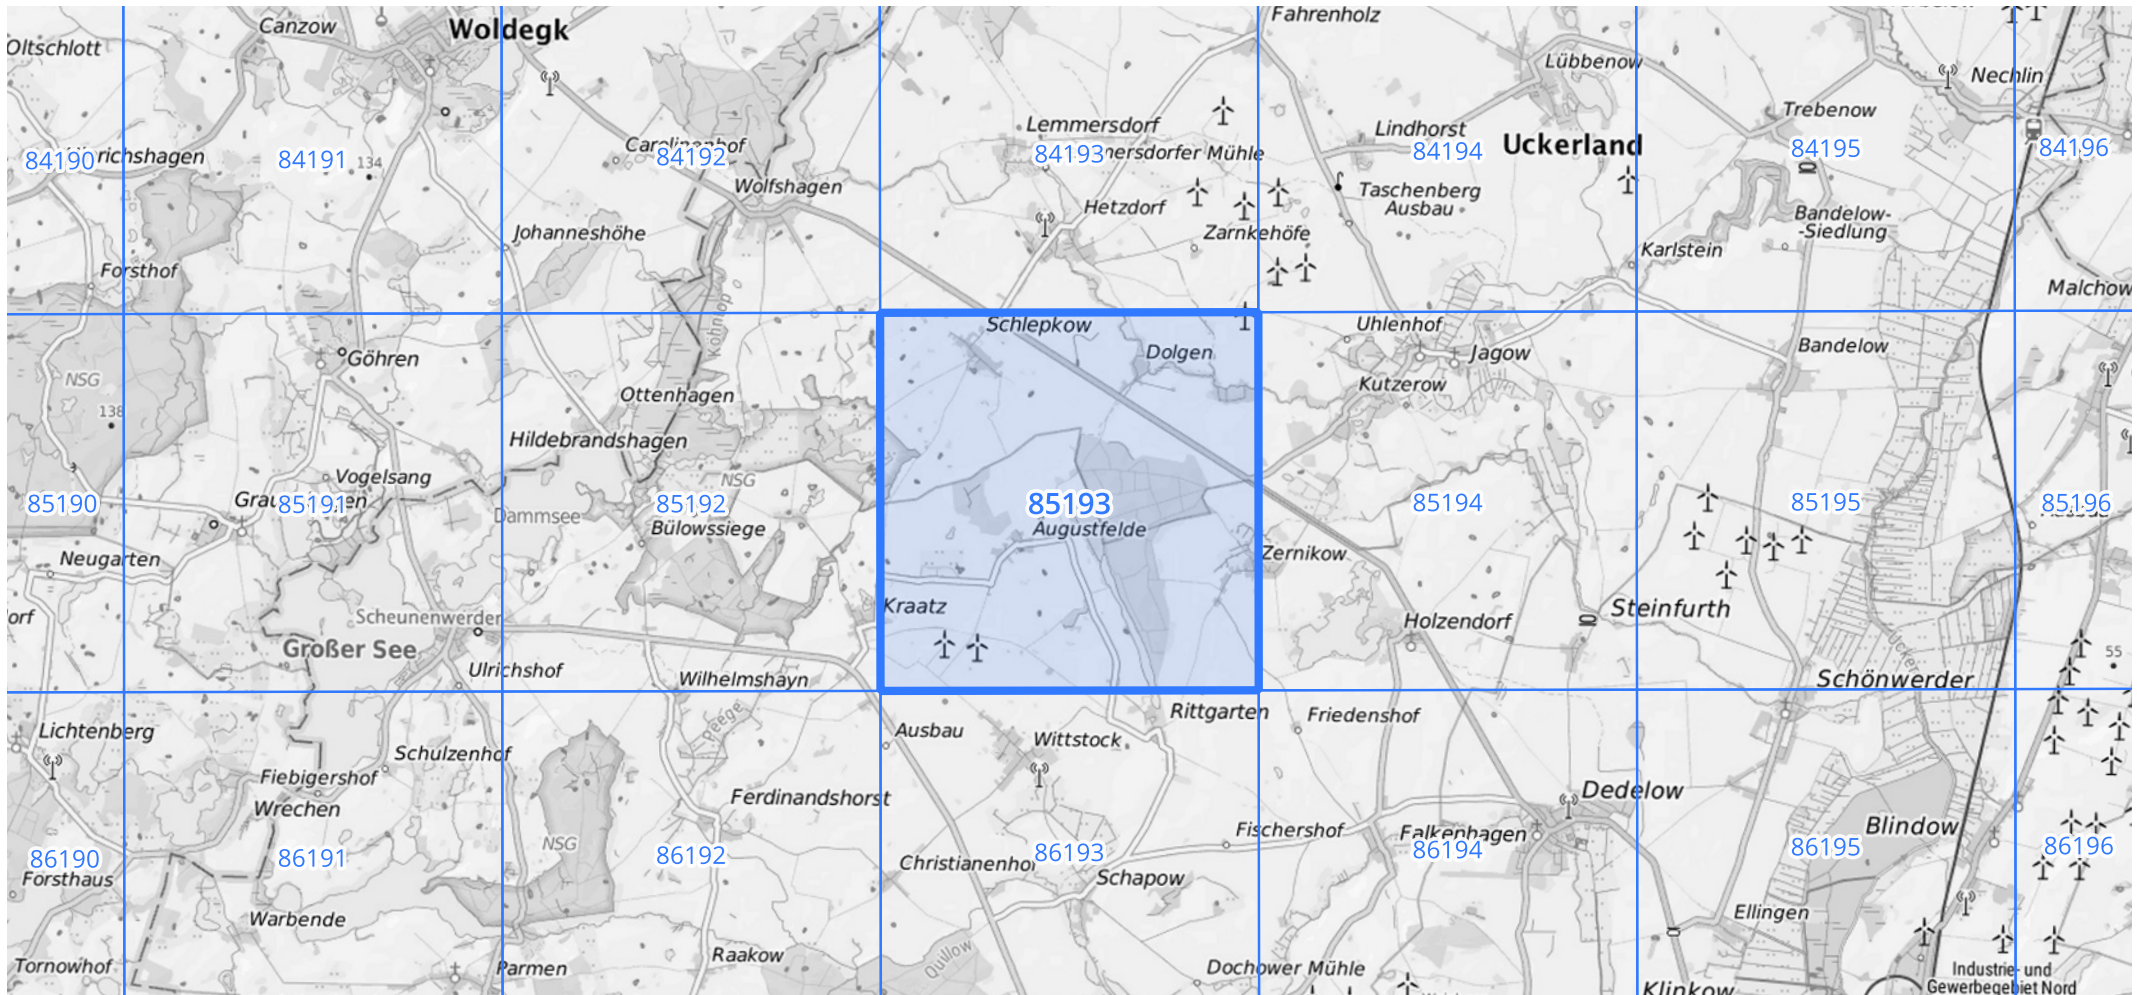 Canzow
Woldegk
Fahrenholz
Oltschlott
Lübbenow
Nechlin
Trebenow
Lemmersdorf
Lindhorst
Uckerland
Carolinenhof
84190
84191
134
84192
84193
84194
84195
84196
Wolfshagen
Taschenberg
Ausbau
Hetzdorf
Johanneshöhe
Zarnkehöfe
Bandelow-
-Siedlung
Karlstein
Forsthof
Malchow
Köhntop
Schlepkow
Uhlenhof
Dolgen
Jagow
Bandelow
Göhren
NSG
Kutzerow
Ottenhagen
138
Hildebrandshagen
Vogelsang
NSG
85190
85191
85192
85193
85194
85195
85196
Dammsee
Bülowssiege
Augustfelde
Neugarten
Zernikow
Kraatz
Steinfurth
Scheunenwerder
Holzendorf
orf
Großer See
Ulrichshof
Wilhelmshayn
Ucker
55
Schönwerder
Lichtenberg
Peege
Ausbau
Wittstock
Rittgarten
Friedenshof
Schulzenhof
Fiebigershof
Wrechen
Ferdinandshorst
Dedelow
Blindow
Fischershof
Falkenhagen
NSG
86190
86191
86192
86193
86194
86195
86196
Forsthaus
Christianenhof
Schapow
Warbende
Ellingen
Quillow
Tornowhof
Parmen
Raakow
Dochower Mühle
Klinkow
Industrie- und
Gewerbegebiet Nord